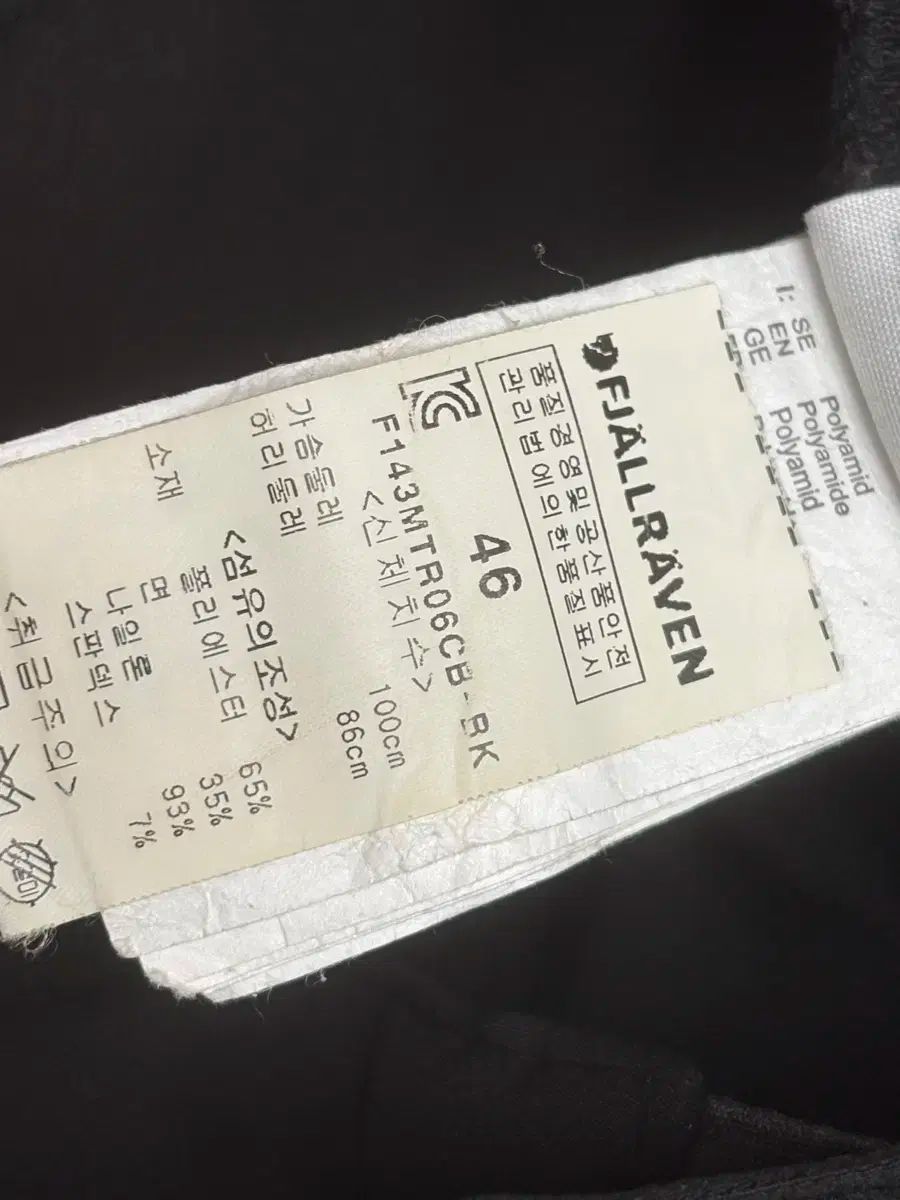 I: SE Polyamid
EN Polyamide
GE Polyamid
FJÄLLRÄVEN
품질경영및공산품안전
관리법에의한품질표시
46
F143MTR06CB-BK
<신체치수>
가슴둘레 100cm
허리둘레 86cm
<섬유의조성>
소재 폴리에스터 65%
면 35%
나일론 93%
스판덱스 7%
<취급주의>